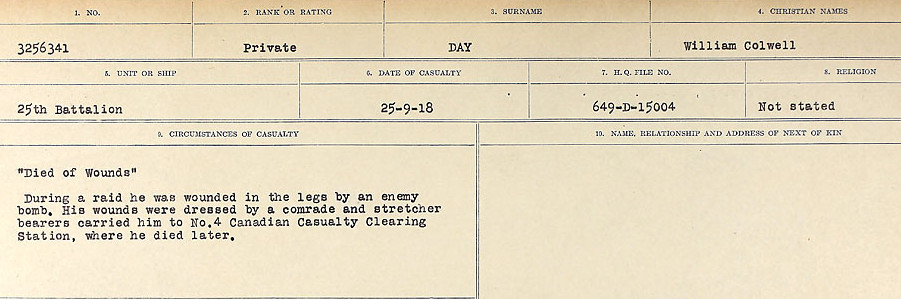 1. NO. 2. RANK OR RATING 3. SURNAME 4. CHRISTIAN NAMES
3256341 Private DAY William Colwell
5. UNIT OR SHIP 6. DATE OF CASUALTY 7. H.Q. FILE NO. 8. RELIGION
25th Battalion 25-9-18 649-D-15004 Not stated
9. CIRCUMSTANCES OF CASUALTY 10. NAME, RELATIONSHIP AND ADDRESS OF NEXT OF KIN
"Died of Wounds"
During a raid he was wounded in the legs by an enemy
bomb. His wounds were dressed by a comrade and stretcher
bearers carried him to No.4 Canadian Casualty Clearing
Station, where he died later.